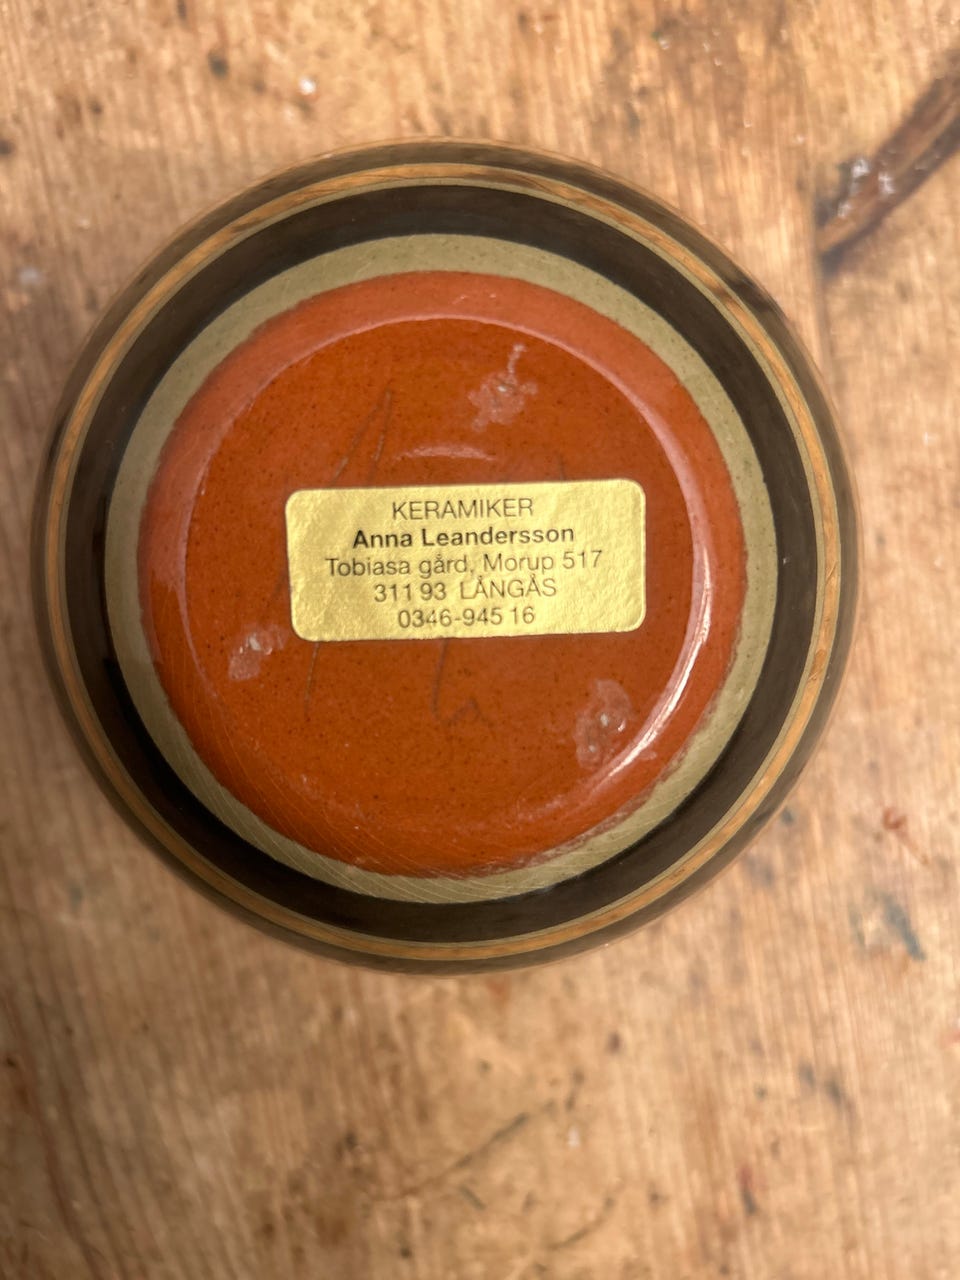 KERAMIKER
Anna Leandersson
Tobiasa gård, Morup 517
311 93 LÅNGÅS
0346-945 16